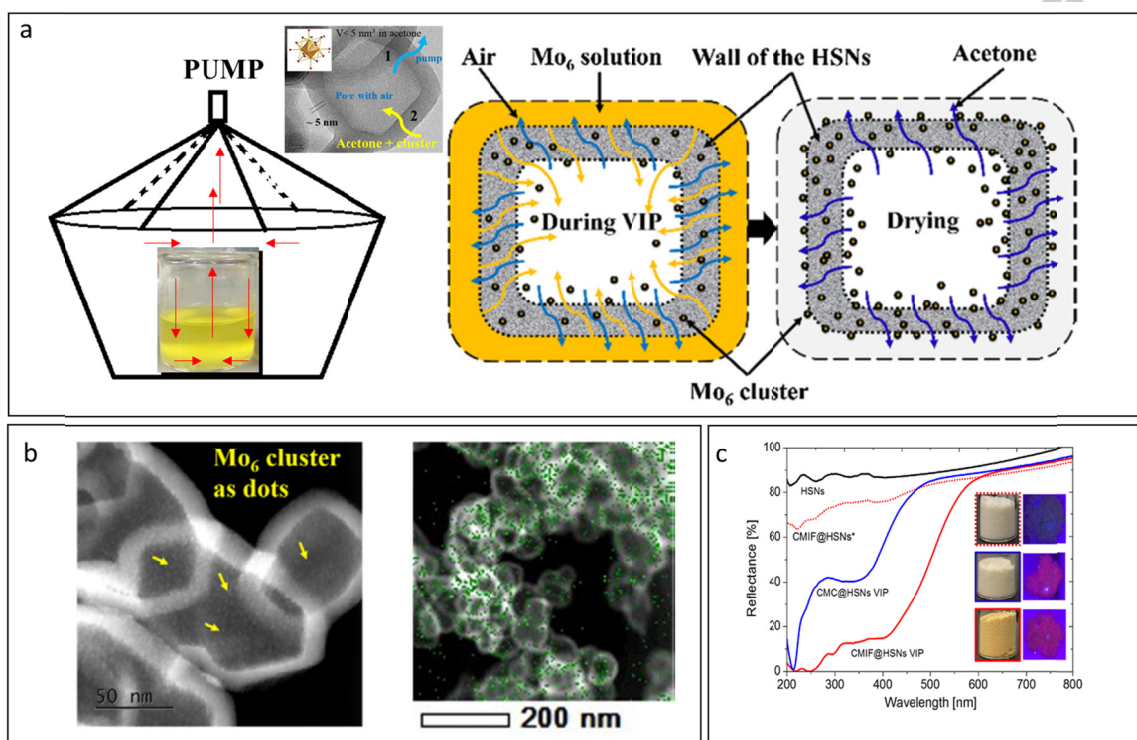 a
PUMP
V< 5 nm³ in acetone
1
pump
Pore with air
~ 5 nm
2
Acetone + cluster
Air
Mo₆ solution
Wall of the HSNs
Acetone
During VIP
Drying
Mo₆ cluster
b
Mo₆ cluster
as dots
50 nm
200 nm
c
100
80
60
40
20
0
Reflectance [%]
HSNs
CMIF@HSNs*
CMC@HSNs VIP
CMIF@HSNs VIP
200 300 400 500 600 700 800
Wavelength [nm]